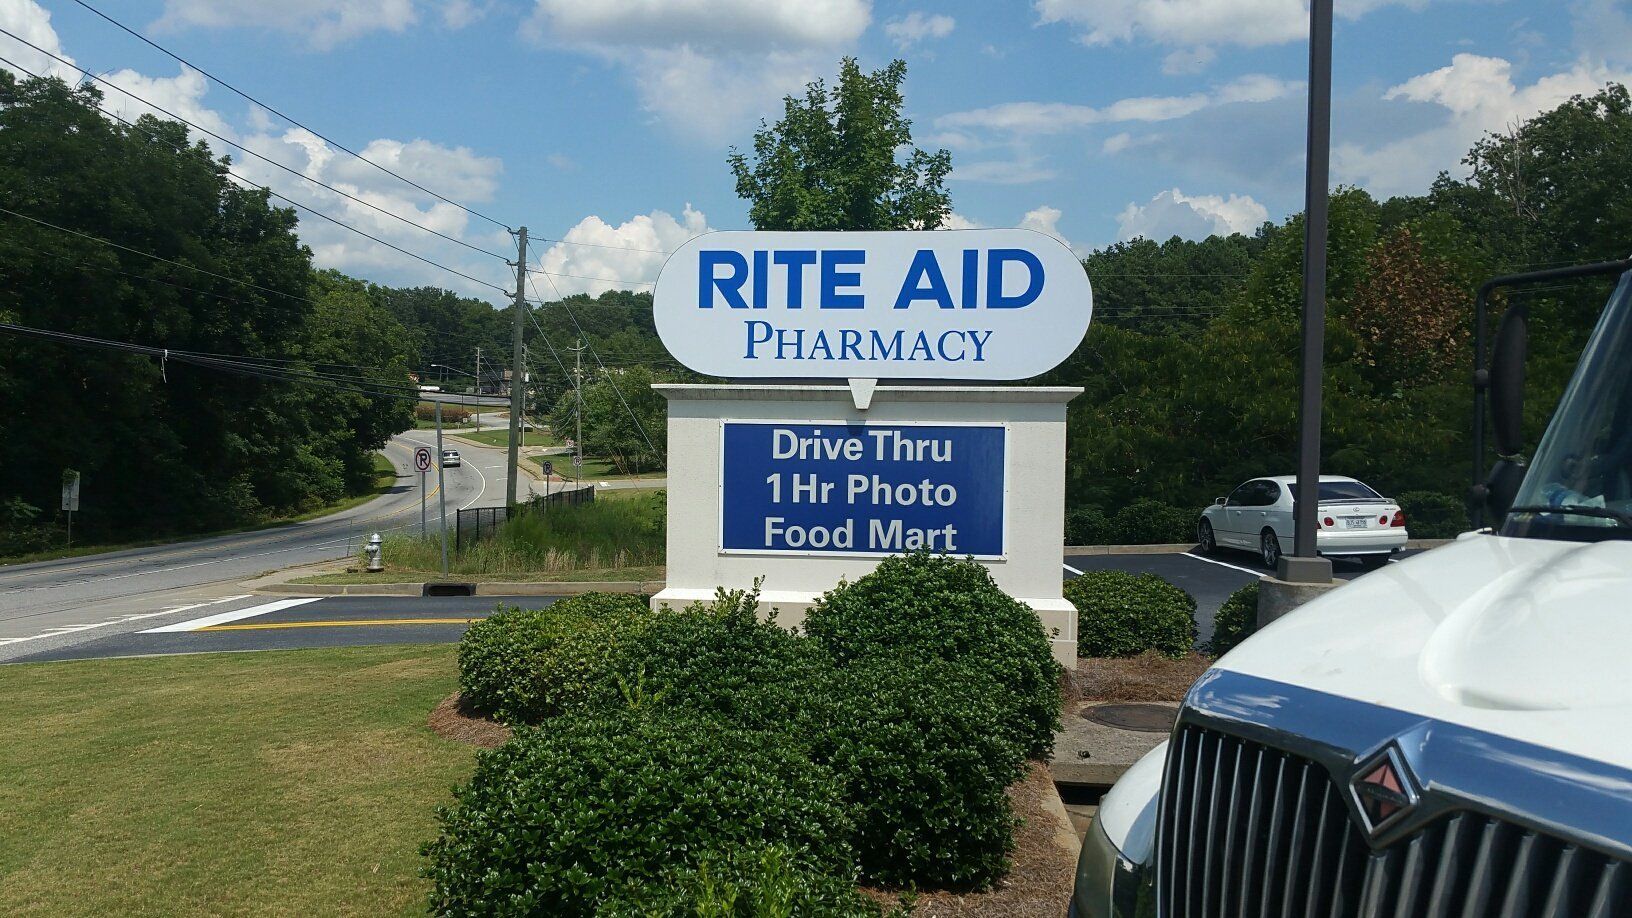 RITE AID
PHARMACY
Drive Thru
1 Hr Photo
Food Mart